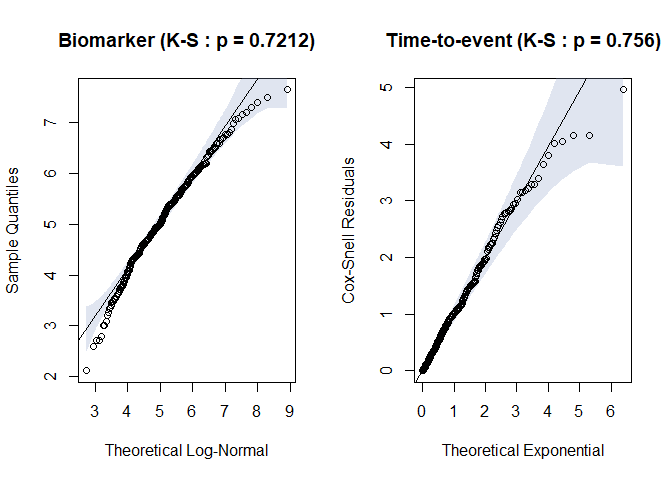 Biomarker (K-S : p = 0.7212)
Sample Quantiles
2 3 4 5 6 7
3 4 5 6 7 8 9
Theoretical Log-Normal
Time-to-event (K-S : p = 0.756)
Cox-Snell Residuals
0 1 2 3 4 5
0 1 2 3 4 5 6
Theoretical Exponential